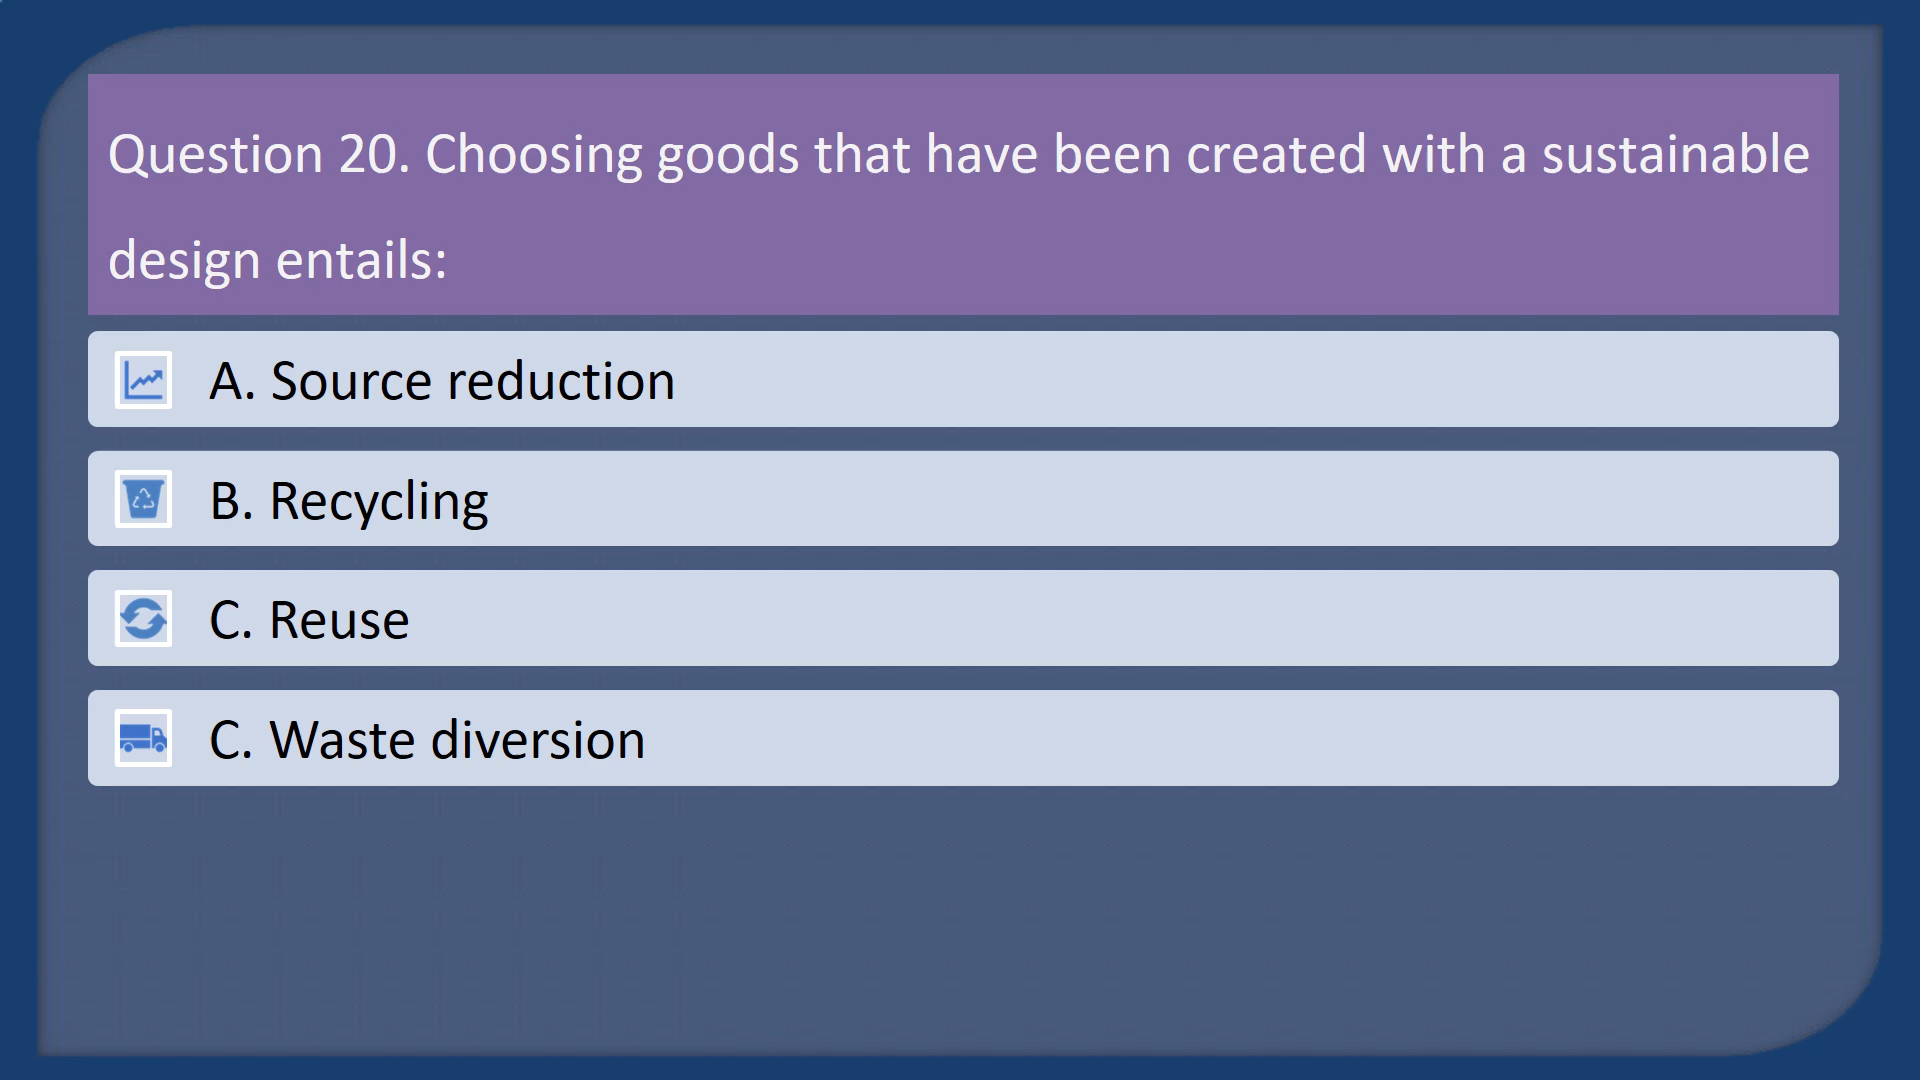 Question 20. Choosing goods that have been created with a sustainable
design entails:
A. Source reduction
B. Recycling
C. Reuse
C. Waste diversion